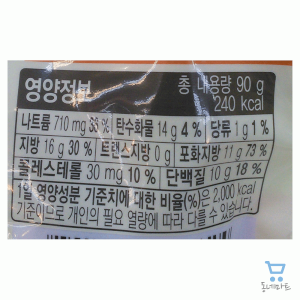 영양정보
총 내용량 90 g
240 kcal
나트륨 710 mg 36 % 탄수화물 14 g 4 % 당류 1 g 1 %
지방 16 g 30 % 트랜스지방 0 g 포화지방 11 g 73 %
콜레스테롤 30 mg 10 % 단백질 10 g 18 %
1일 영양성분 기준치에 대한 비율(%)은 2,000 kcal
기준이므로 개인의 필요 열량에 따라 다를 수 있습니다.